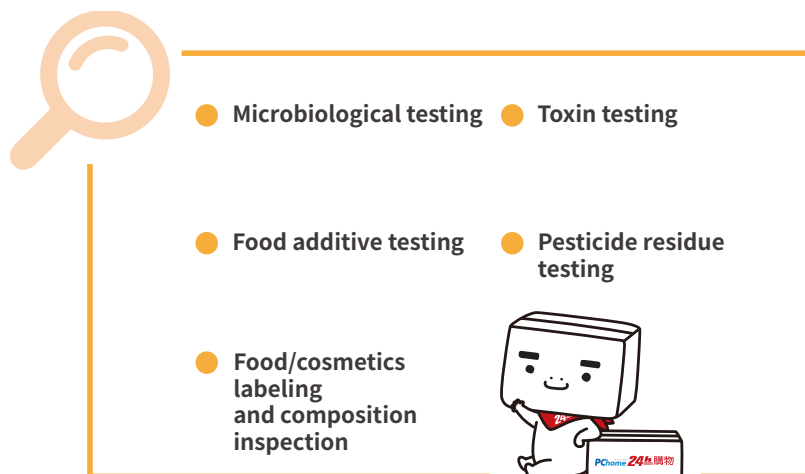 Microbiological testing
Toxin testing
Food additive testing
Pesticide residue
testing
Food/cosmetics
labeling
and composition
inspection
24
PChome 24h購物